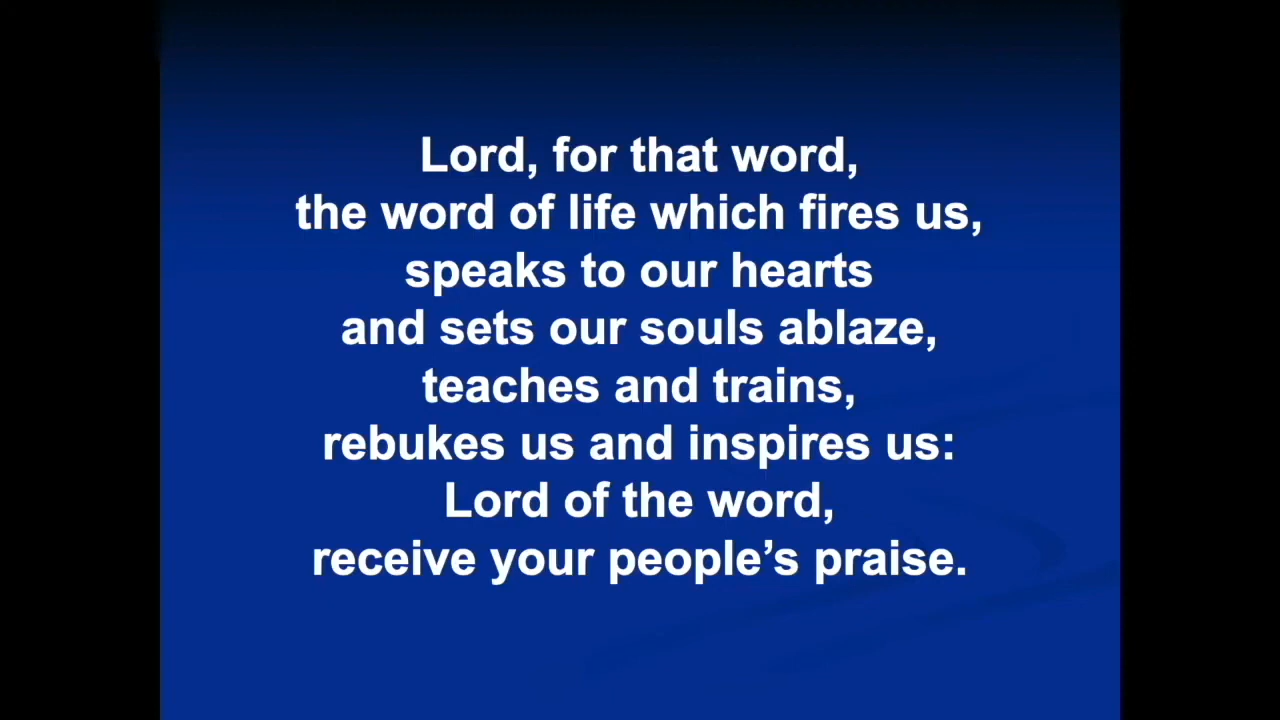 Lord, for that word,
the word of life which fires us,
speaks to our hearts
and sets our souls ablaze,
teaches and trains,
rebukes us and inspires us:
Lord of the word,
receive your people’s praise.